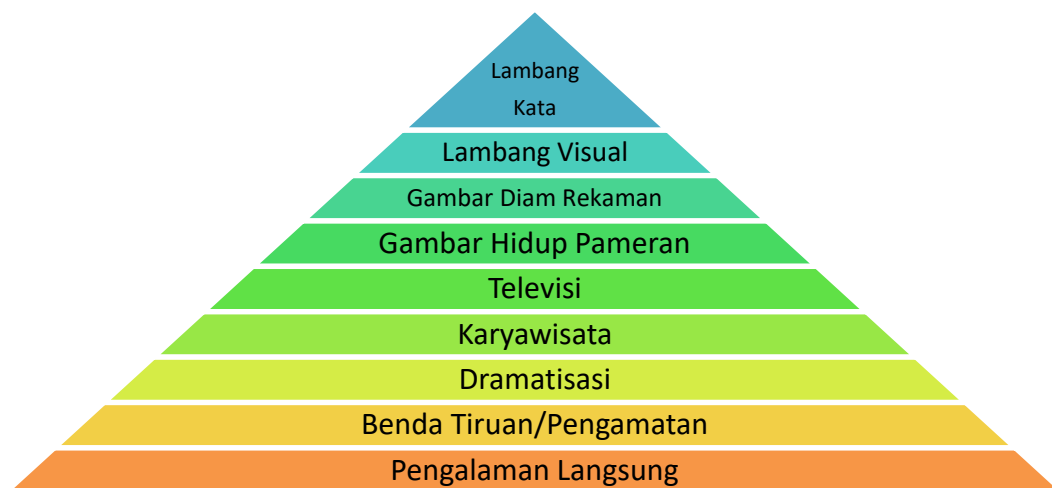 Lambang
Kata
Lambang Visual
Gambar Diam Rekaman
Gambar Hidup Pameran
Televisi
Karyawisata
Dramatisasi
Benda Tiruan/Pengamatan
Pengalaman Langsung